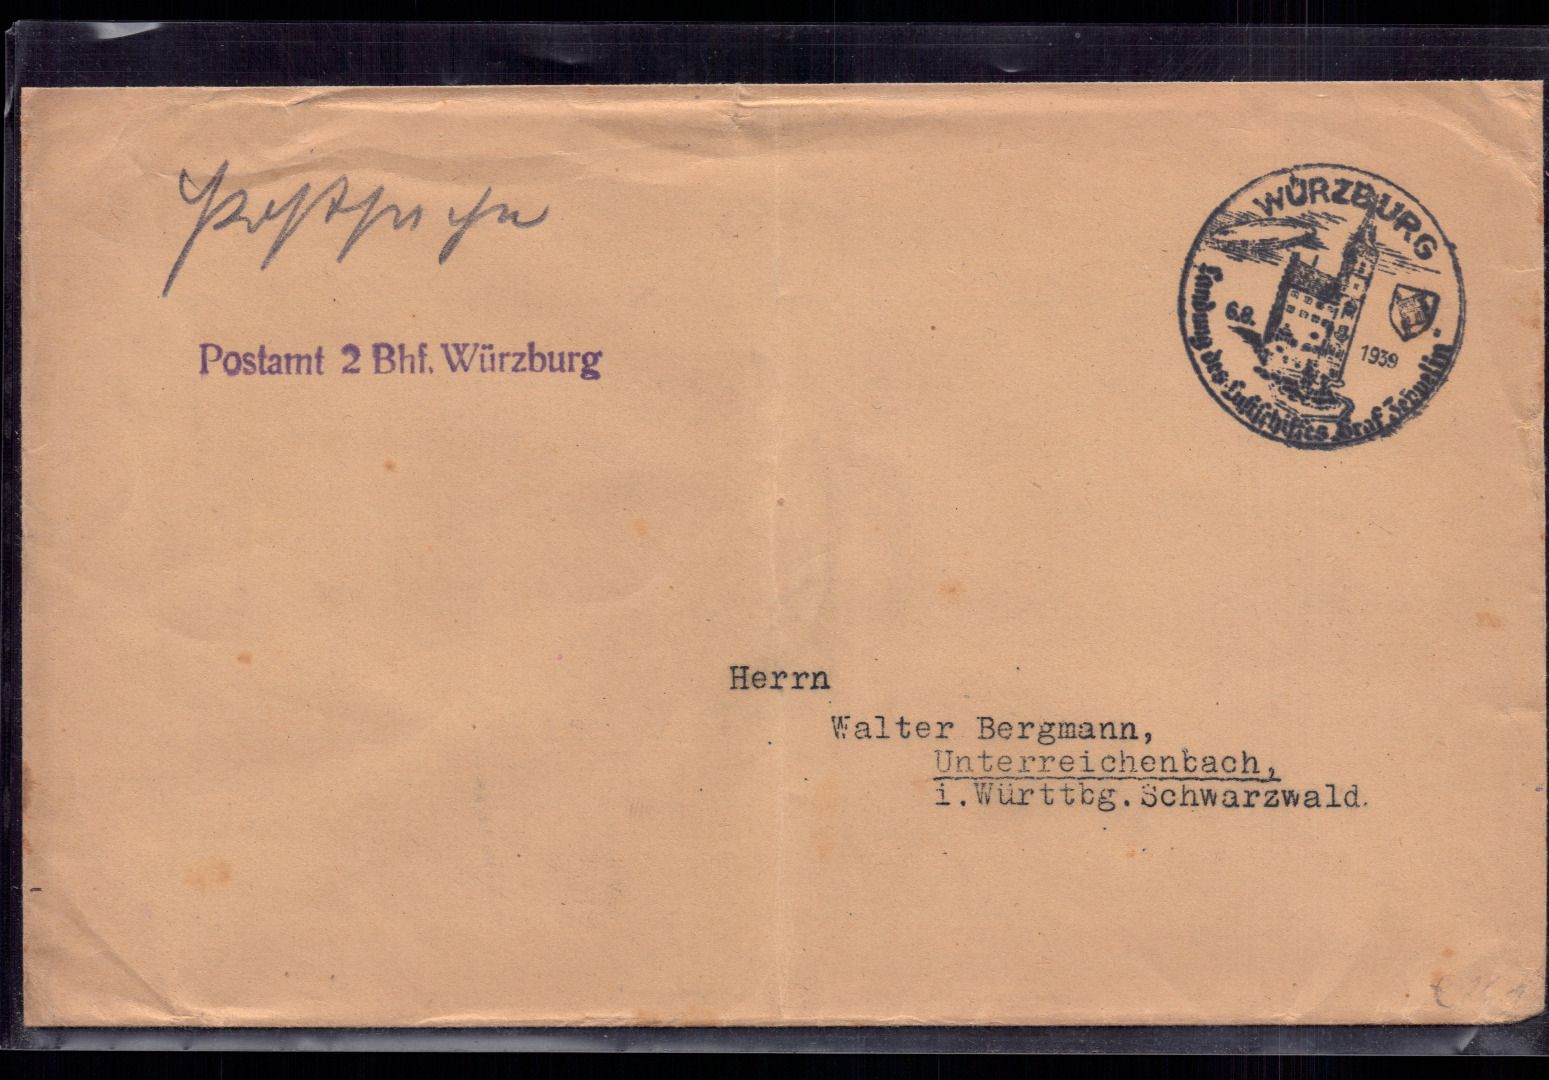 Postsache
Postamt 2 Bhf. Würzburg
WÜRZBURG
6.8.
1939
Landung des Luftschiffes Graf Zeppelin
Herrn
Walter Bergmann,
Unterreichenbach,
i.Württbg.Schwarzwald.